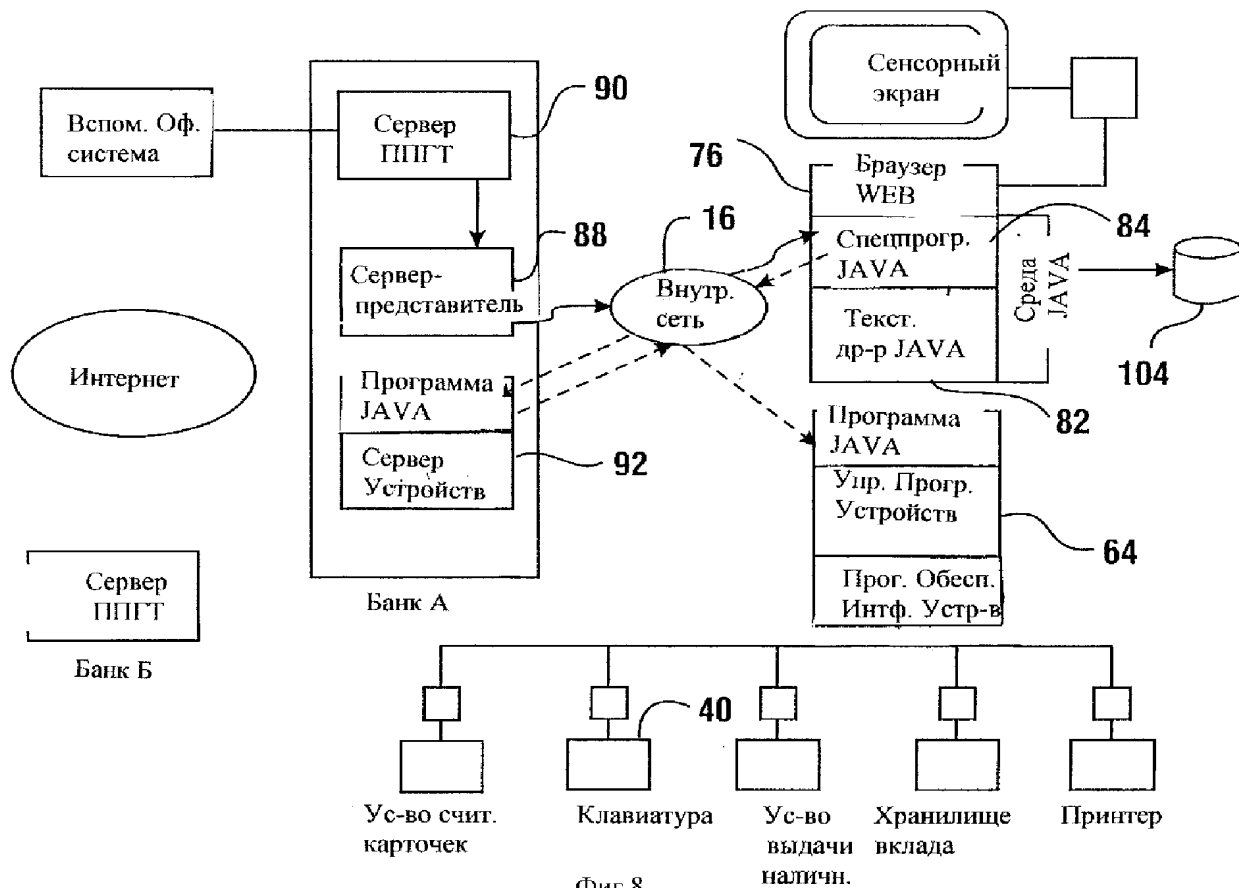 Сенсорный
экран
90
Вспом. Оф.
система
Сервер
ППГТ
76
Браузер
WEB
88
16
84
Спецпрогр.
JAVA
Сервер-
представитель
Внутр.
сеть
Среда
JAVA
Текст.
др-р JAVA
104
Интернет
Программа
JAVA
82
Программа
JAVA
Сервер
Устройств
92
Упр. Прогр.
Устройств
64
Сервер
ППГТ
Прог. Обесп.
Интф. Устр-в
Банк А
Банк Б
40
Ус-во счит.
карточек
Клавиатура
Ус-во
выдачи
наличн.
Хранилище
вклада
Принтер
Фиг.8